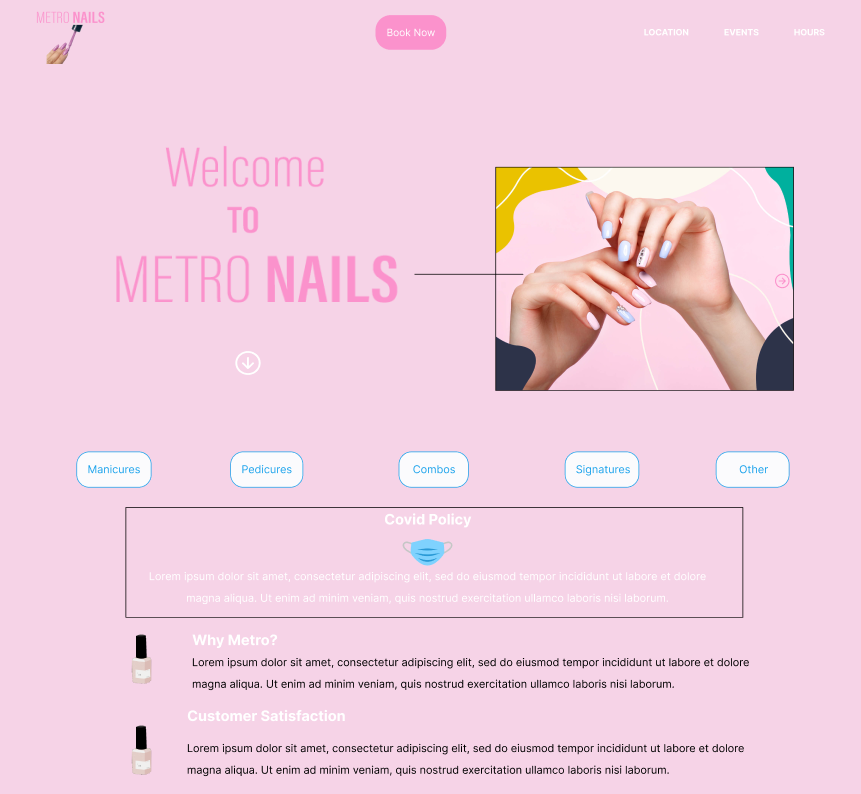 METRO NAILS
Book Now
LOCATION EVENTS HOURS
Welcome
TO
METRO NAILS
Manicures Pedicures Combos Signatures Other
Covid Policy
Lorem ipsum dolor sit amet, consectetur adipiscing elit, sed do eiusmod tempor incididunt ut labore et dolore
magna aliqua. Ut enim ad minim veniam, quis nostrud exercitation ullamco laboris nisi laborum.
Why Metro?
Lorem ipsum dolor sit amet, consectetur adipiscing elit, sed do eiusmod tempor incididunt ut labore et dolore
magna aliqua. Ut enim ad minim veniam, quis nostrud exercitation ullamco laboris nisi laborum.
Customer Satisfaction
Lorem ipsum dolor sit amet, consectetur adipiscing elit, sed do eiusmod tempor incididunt ut labore et dolore
magna aliqua. Ut enim ad minim veniam, quis nostrud exercitation ullamco laboris nisi laborum.